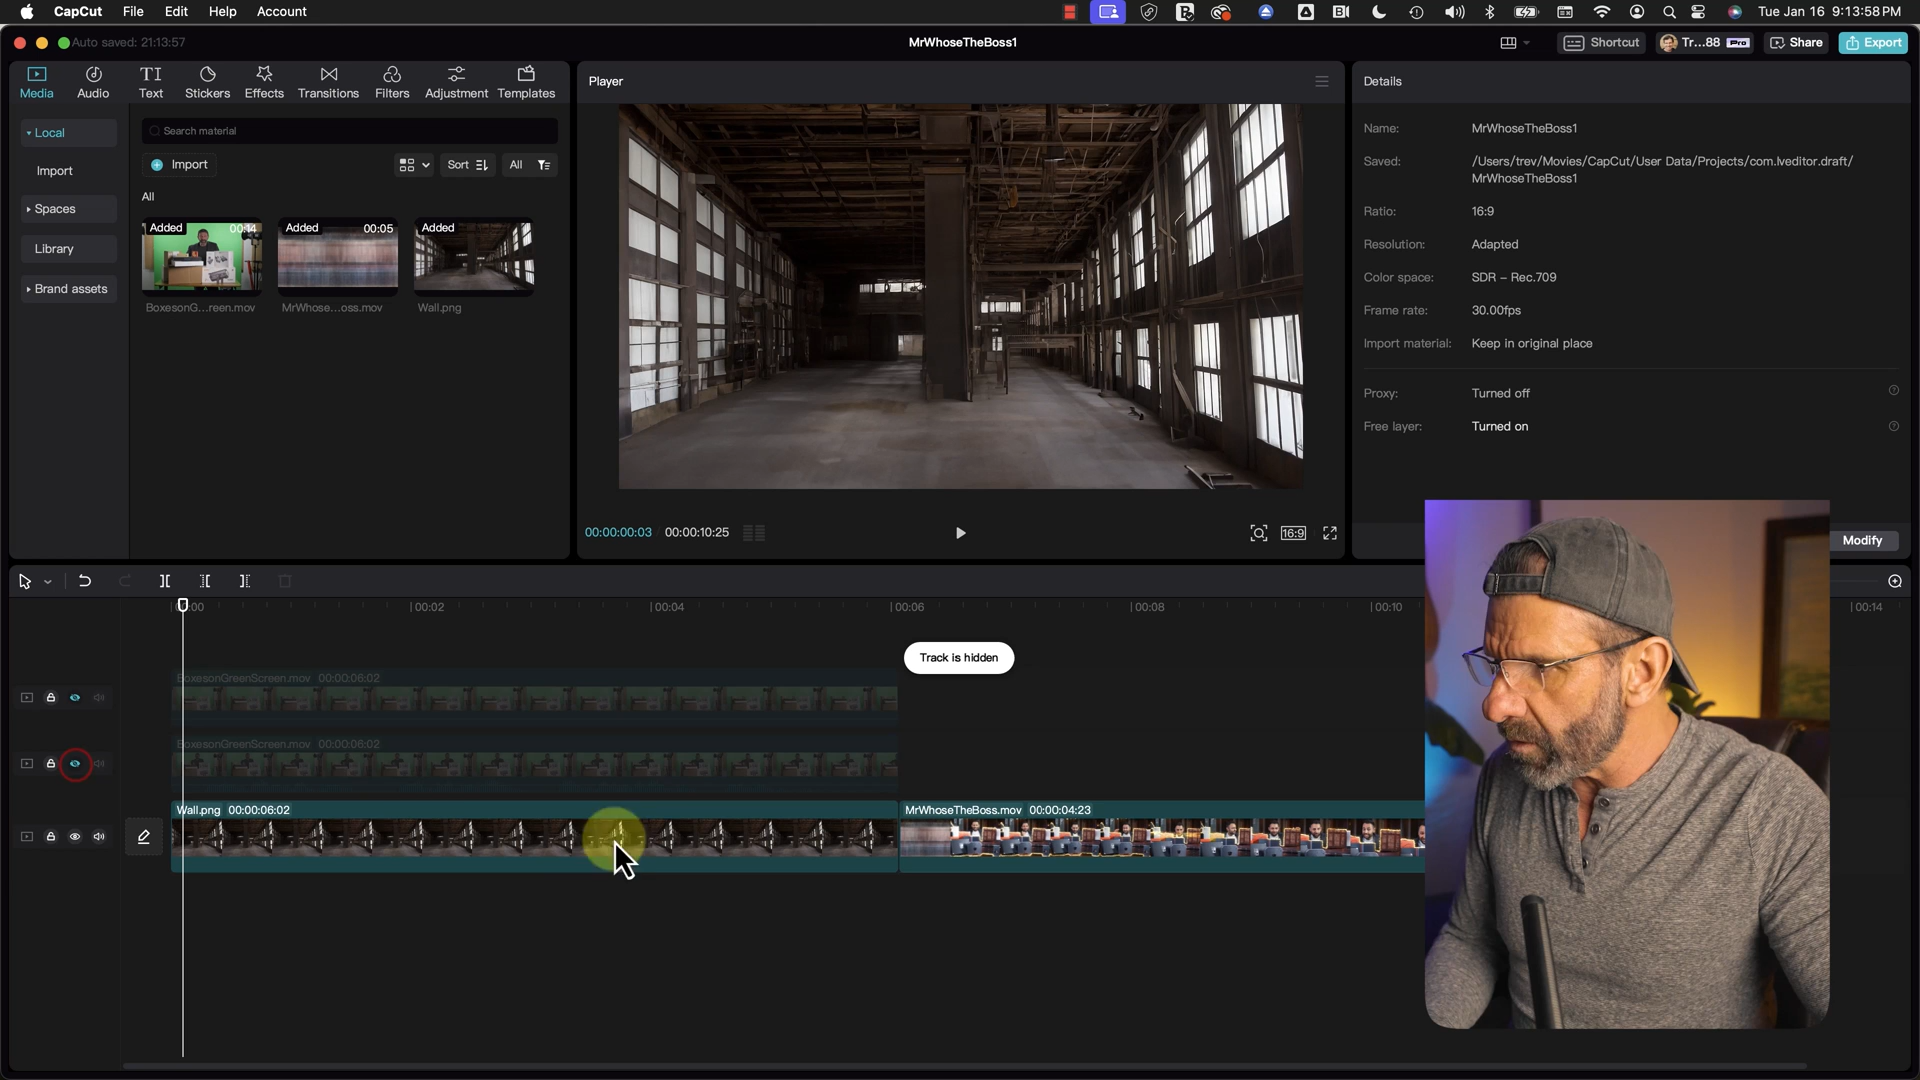 CapCut File Edit Help Account Tue Jan 16 9:13:58 PM
Auto saved: 21:13:57 MrWhoseTheBoss1 Shortcut Tr...88 Pro Share Export
Media Audio Text Stickers Effects Transitions Filters Adjustment Templates
Local
Import
Spaces
Library
Brand assets
Search material
Import Sort All
All
Added 00:14 Added 00:05 Added
BoxesonG...reen.mov MrWhose...oss.mov Wall.png
Player
00:00:00:03 00:00:10:25 16:9
Details
Name: MrWhoseTheBoss1
Saved: /Users/trev/Movies/CapCut/User Data/Projects/com.lveditor.draft/
MrWhoseTheBoss1
Ratio: 16:9
Resolution: Adapted
Color space: SDR – Rec.709
Frame rate: 30.00fps
Import material: Keep in original place
Proxy: Turned off
Free layer: Turned on
Modify
00:00 00:02 00:04 00:06 00:08 00:10 00:14
Track is hidden
BoxesonGreenScreen.mov 00:00:06:02
BoxesonGreenScreen.mov 00:00:06:02
Wall.png 00:00:06:02 MrWhoseTheBoss.mov 00:00:04:23